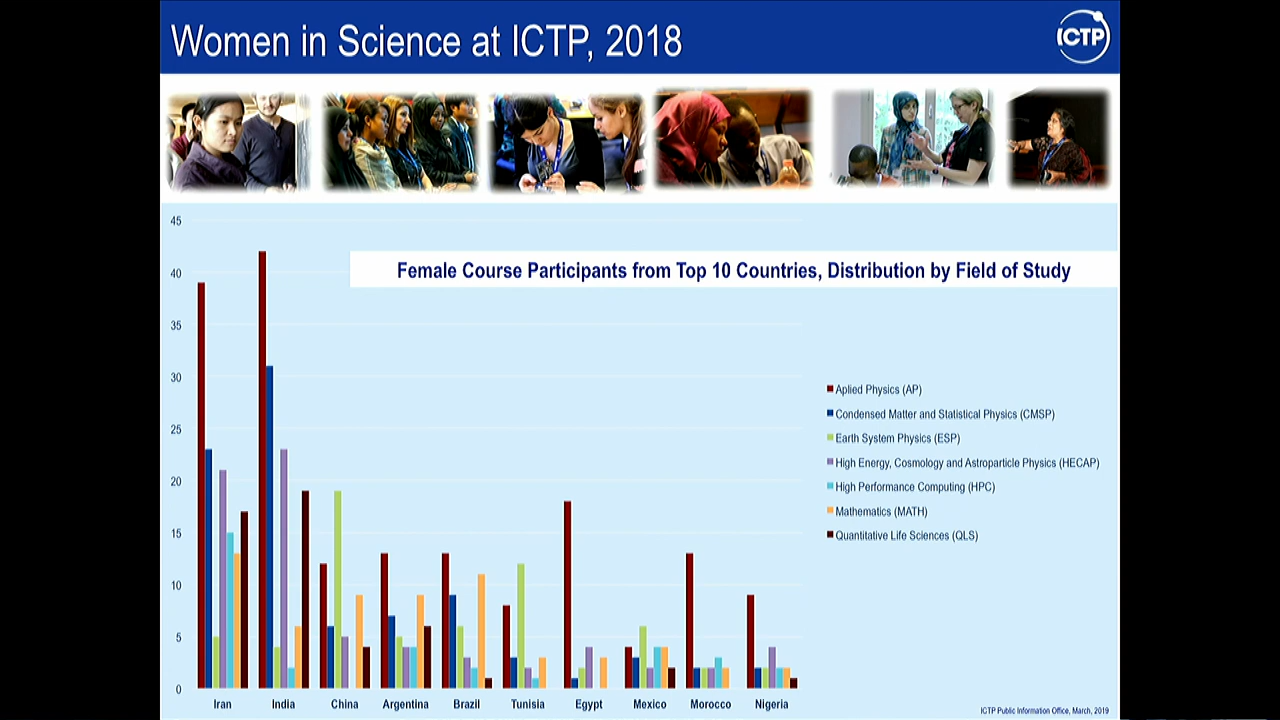 Women in Science at ICTP, 2018
ICTP
45
40
35
30
25
20
15
10
5
0
Female Course Participants from Top 10 Countries, Distribution by Field of Study
Aplied Physics (AP)
Condensed Matter and Statistical Physics (CMSP)
Earth System Physics (ESP)
High Energy, Cosmology and Astroparticle Physics (HECAP)
High Performance Computing (HPC)
Mathematics (MATH)
Quantitative Life Sciences (QLS)
Iran India China Argentina Brazil Tunisia Egypt Mexico Morocco Nigeria
ICTP Public Information Office, March, 2019